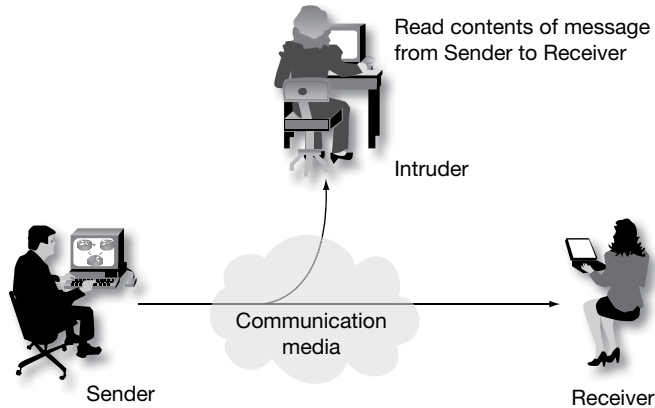 Read contents of message
from Sender to Receiver
Intruder
Communication
media
Sender
Receiver